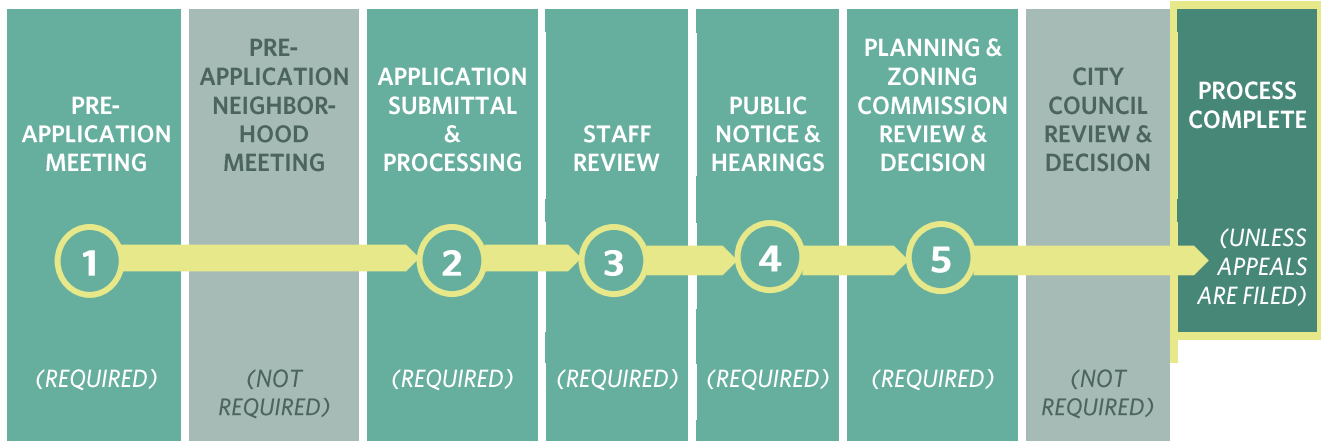 PRE-
APPLICATION
MEETING
1
(REQUIRED)
PRE-
APPLICATION
NEIGHBOR-
HOOD
MEETING
(NOT
REQUIRED)
APPLICATION
SUBMITTAL
&
PROCESSING
2
(REQUIRED)
STAFF
REVIEW
3
(REQUIRED)
PUBLIC
NOTICE &
HEARINGS
4
(REQUIRED)
PLANNING &
ZONING
COMMISSION
REVIEW &
DECISION
5
(REQUIRED)
CITY
COUNCIL
REVIEW &
DECISION
(NOT
REQUIRED)
PROCESS
COMPLETE
(UNLESS
APPEALS
ARE FILED)